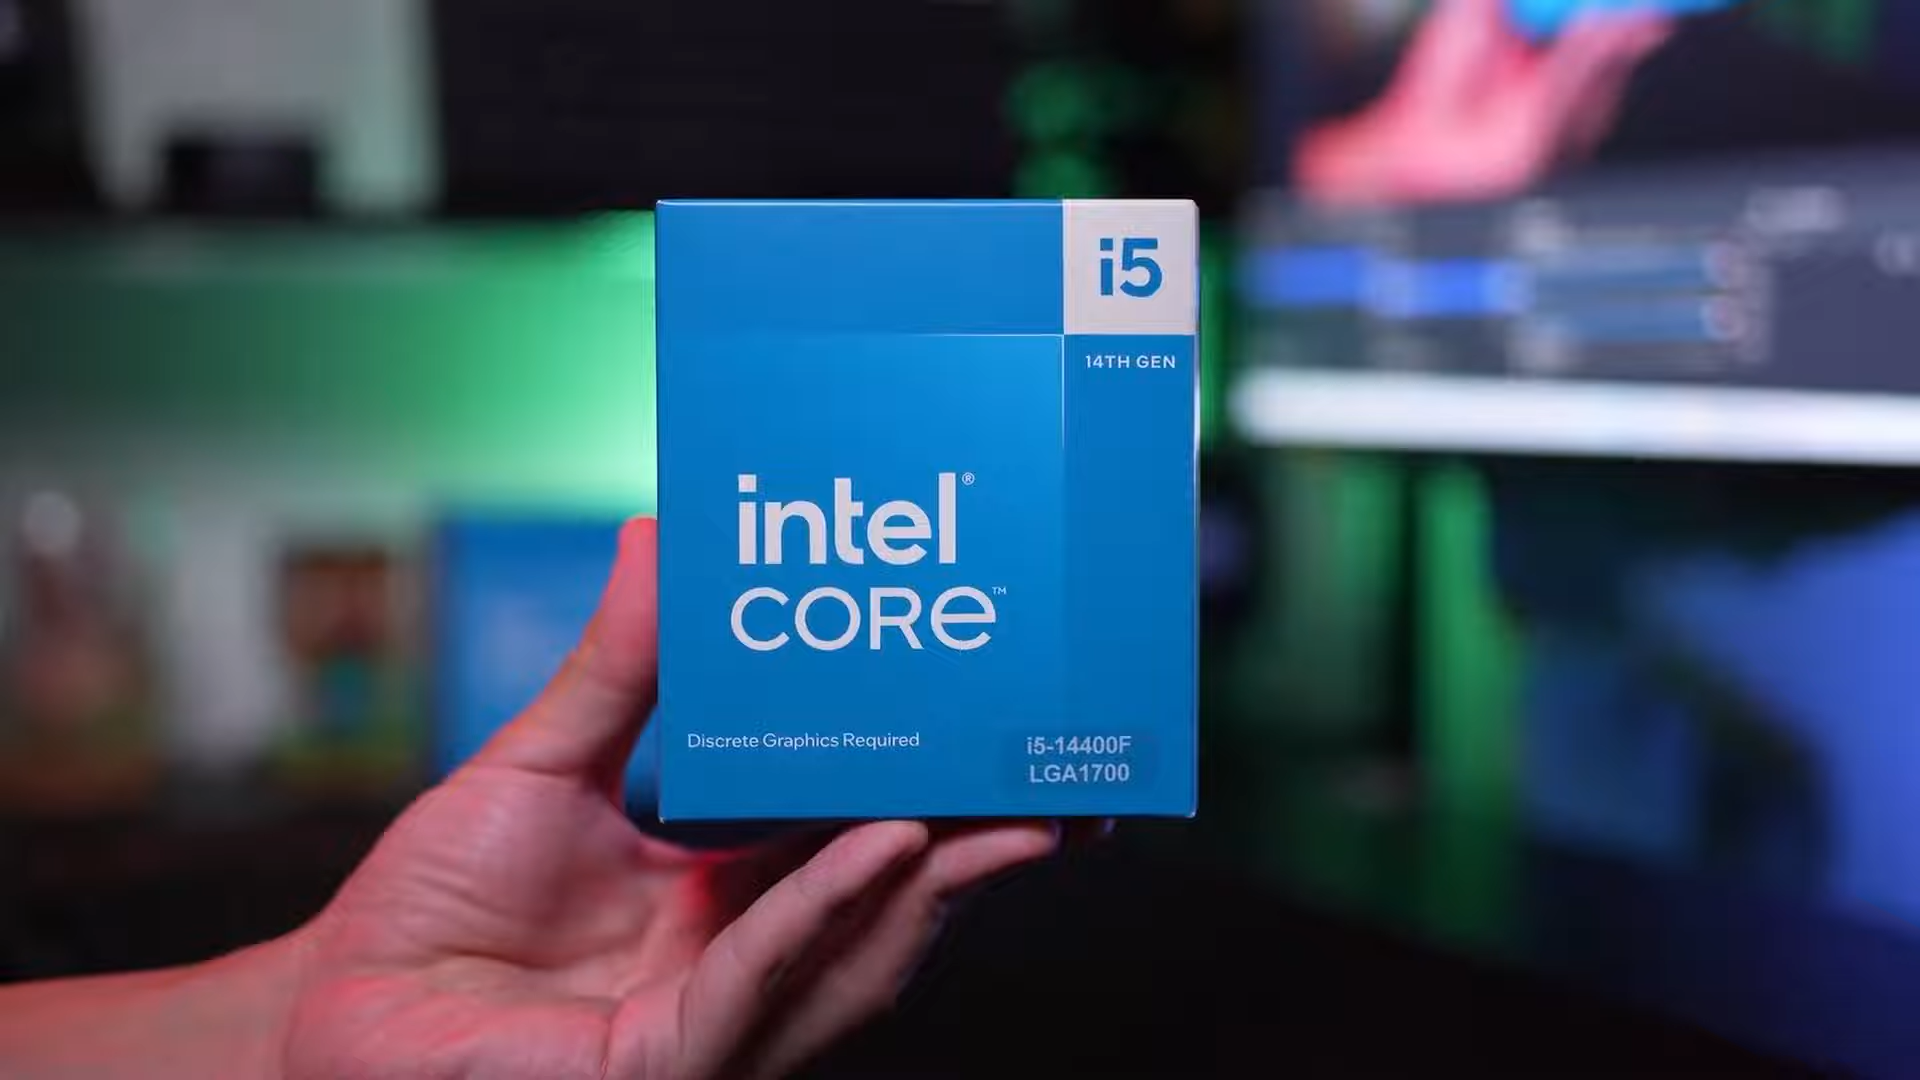 i5
14TH GEN
intel®
CORe™
Discrete Graphics Required
i5-14400F
LGA1700